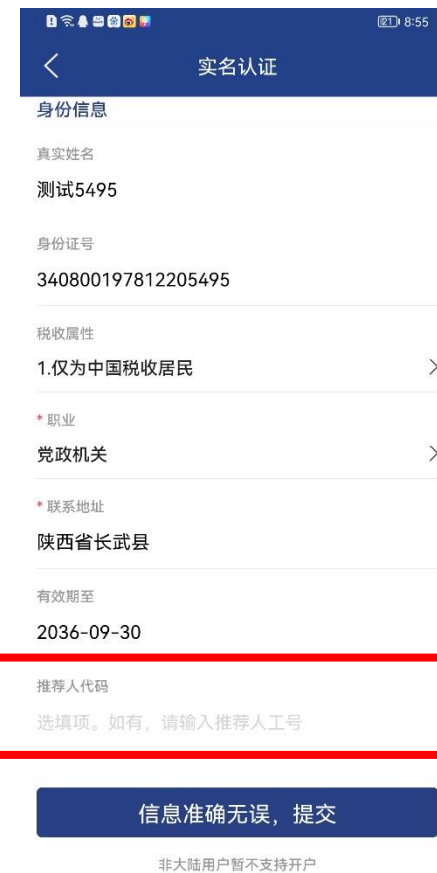 21 8:55
实名认证
身份信息
真实姓名
测试5495
身份证号
340800197812205495
税收属性
1.仅为中国税收居民
* 职业
党政机关
* 联系地址
陕西省长武县
有效期至
2036-09-30
推荐人代码
选填项。如有，请输入推荐人工号
信息准确无误，提交
非大陆用户暂不支持开户